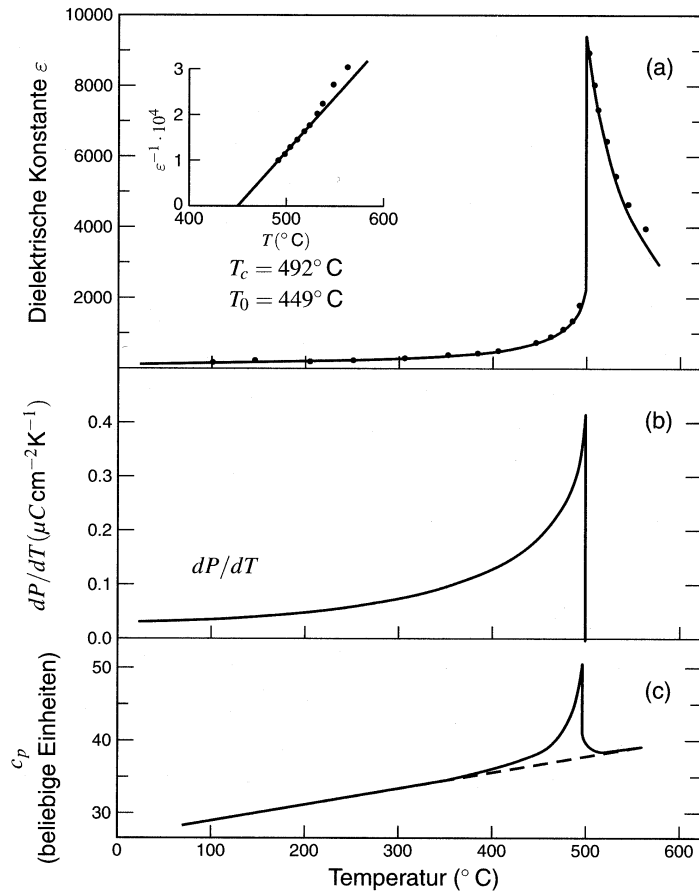 10000
8000
6000
4000
2000
Dielektrische Konstante ε
(a)
3
2
1
0
ε⁻¹ · 10⁴
400
500
600
T(° C)
T_c = 492° C
T_0 = 449° C
0.4
0.3
0.2
0.1
0.0
dP/dT(μC cm⁻²K⁻¹)
(b)
dP/dT
50
40
30
c_p
(beliebige Einheiten)
(c)
0
100
200
300
400
500
600
Temperatur (° C)